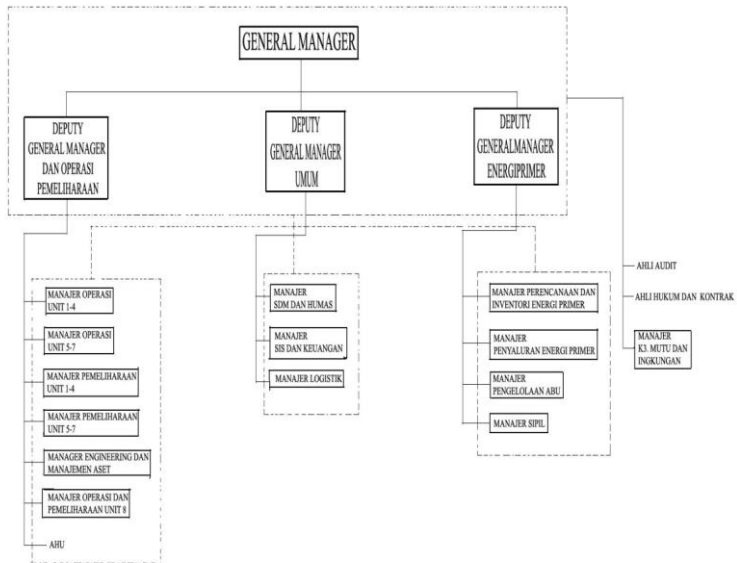 GENERAL MANAGER
DEPUTY
GENERAL MANAGER
DAN OPERASI
PEMELIHARAAN
DEPUTY
GENERAL MANAGER
UMUM
DEPUTY
GENERALMANAGER
ENERGIPRIMER
MANAJER OPERASI
UNIT 1-4
MANAJER OPERASI
UNIT 5-7
MANAJER PEMELIHARAAN
UNIT 1-4
MANAJER PEMELIHARAAN
UNIT 5-7
MANAGER ENGINEERING DAN
MANAJEMEN ASET
MANAJER OPERASI DAN
PEMELIHARAAN UNIT 8
AHU
MANAJER
SDM DAN HUMAS
MANAJER
SIS DAN KEUANGAN
MANAJER LOGISTIK
MANAJER PERENCANAAN DAN
INVENTORI ENERGI PRIMER
MANAJER
PENYALURAN ENERGI PRIMER
MANAJER
PENGELOLAAN ABU
MANAJER SIPIL
AHLI AUDIT
AHLI HUKUM DAN KONTRAK
MANAJER
K3. MUTU DAN
INGKUNGAN